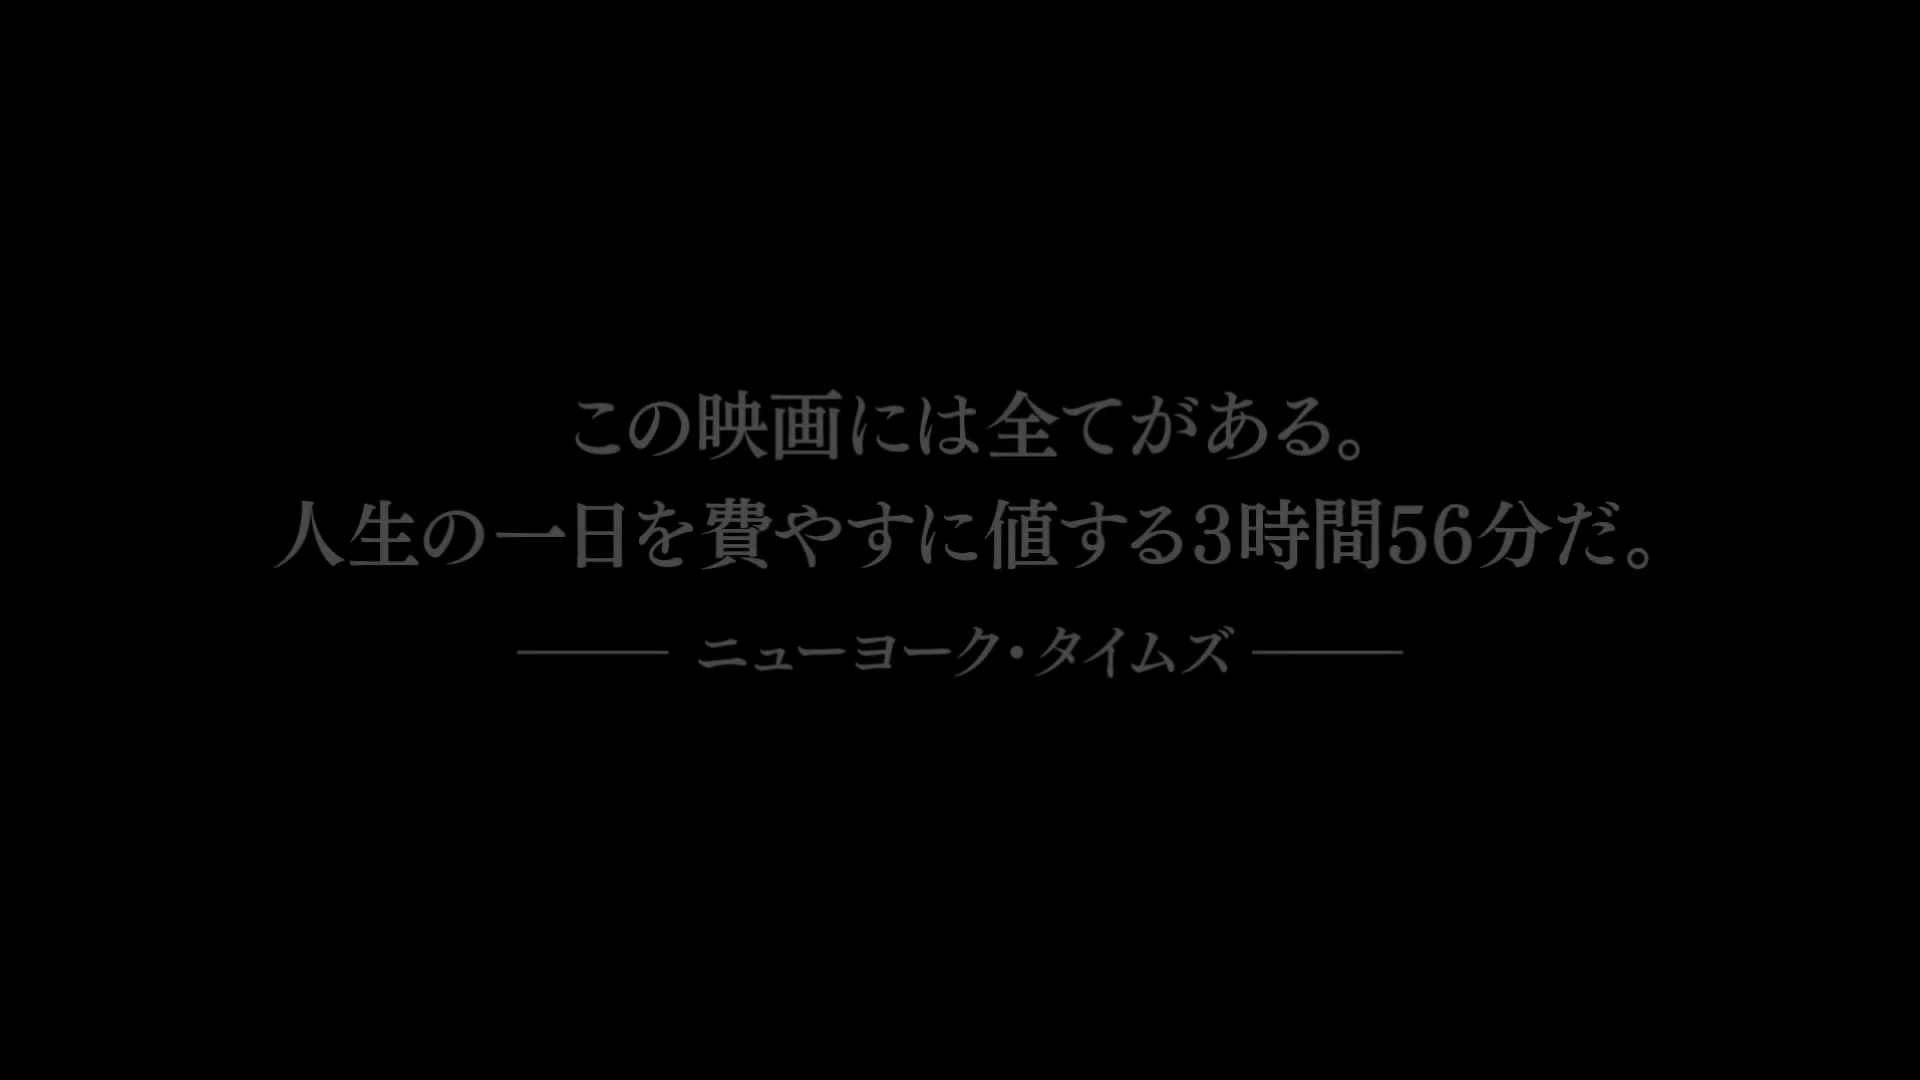 この映画には全てがある。
人生の一日を費やすに値する3時間56分だ。
ニューヨーク・タイムズ